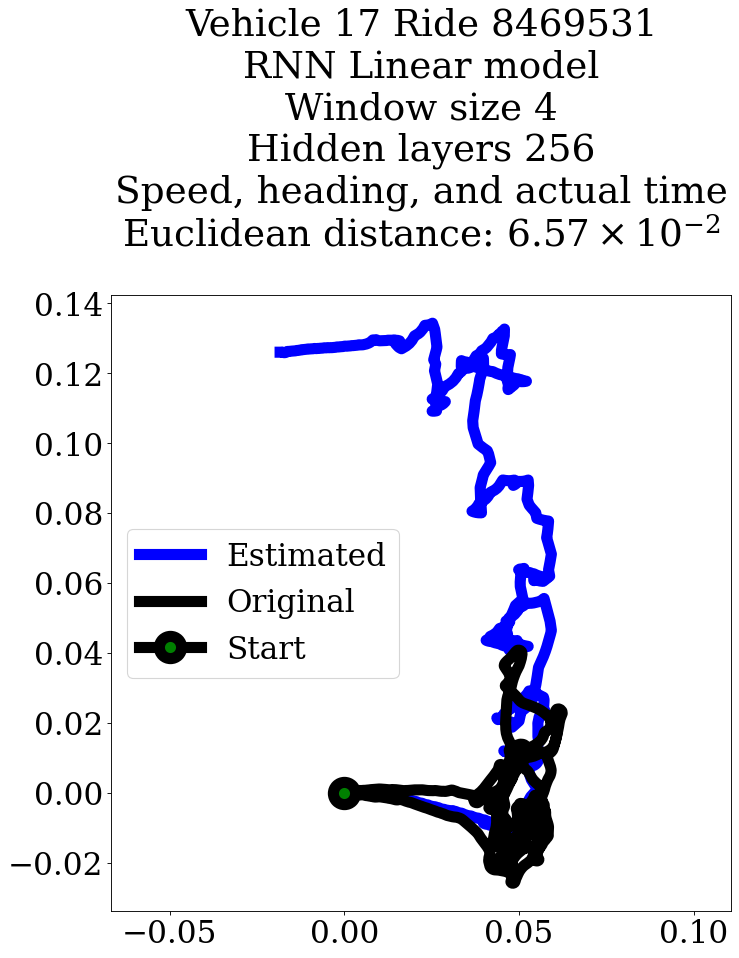 Vehicle 17 Ride 8469531
RNN Linear model
Window size 4
Hidden layers 256
Speed, heading, and actual time
Euclidean distance: 6.57 × 10⁻²
0.14
0.12
0.10
0.08
0.06
0.04
0.02
0.00
−0.02
Estimated
Original
Start
−0.05
0.00
0.05
0.10